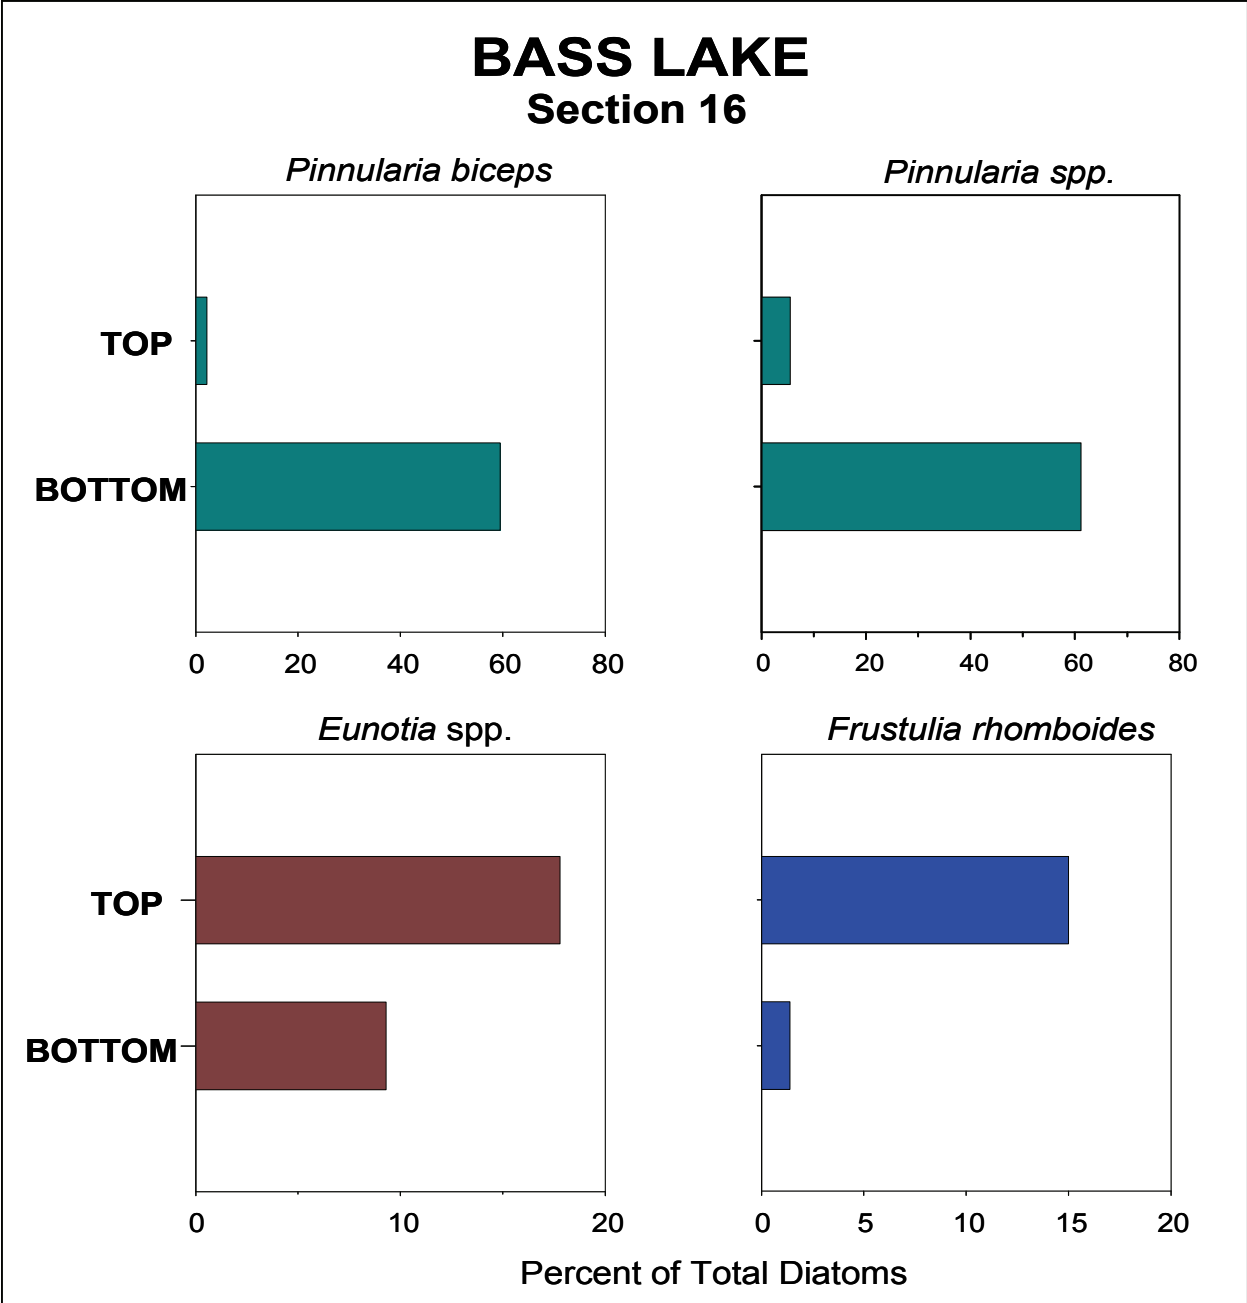 BASS LAKE
Section 16
Pinnularia biceps
Pinnularia spp.
TOP
BOTTOM
0 20 40 60 80
0 20 40 60 80
Eunotia spp.
Frustulia rhomboides
TOP
BOTTOM
0 10 20
0 5 10 15 20
Percent of Total Diatoms